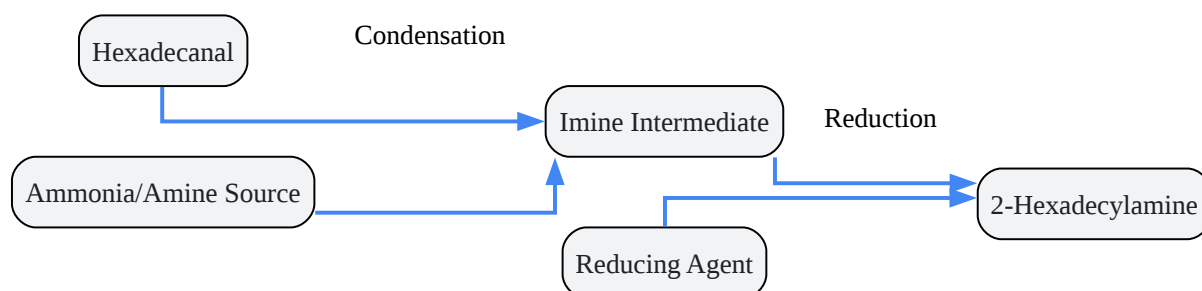 Hexadecanal
Condensation
Imine Intermediate
Reduction
Ammonia/Amine Source
2-Hexadecylamine
Reducing Agent